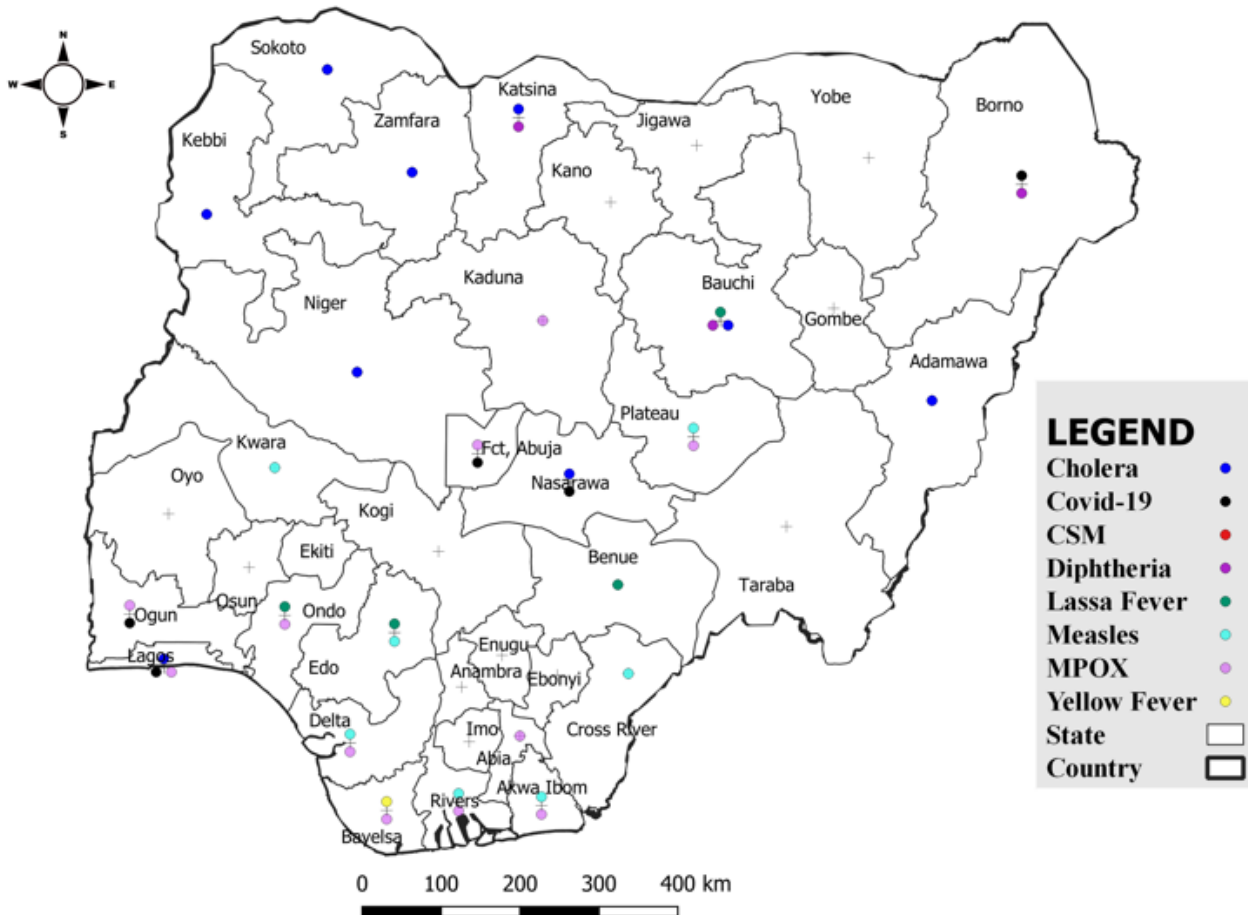 N
W
E
S
Sokoto
Katsina
Yobe
Borno
Zamfara
Jigawa
Kebbi
Kano
Kaduna
Bauchi
Niger
Gombe
Adamawa
Plateau
Kwara
Fct, Abuja
Oyo
Nasarawa
Kogi
Ekiti
Benue
Taraba
Osun
Ondo
Ogun
Enugu
Lagos
Edo
Anambra
Ebonyi
Delta
Imo
Cross River
Abia
Akwa Ibom
Rivers
Bayelsa
LEGEND
Cholera
Covid-19
CSM
Diphtheria
Lassa Fever
Measles
MPOX
Yellow Fever
State
Country
0 100 200 300 400 km